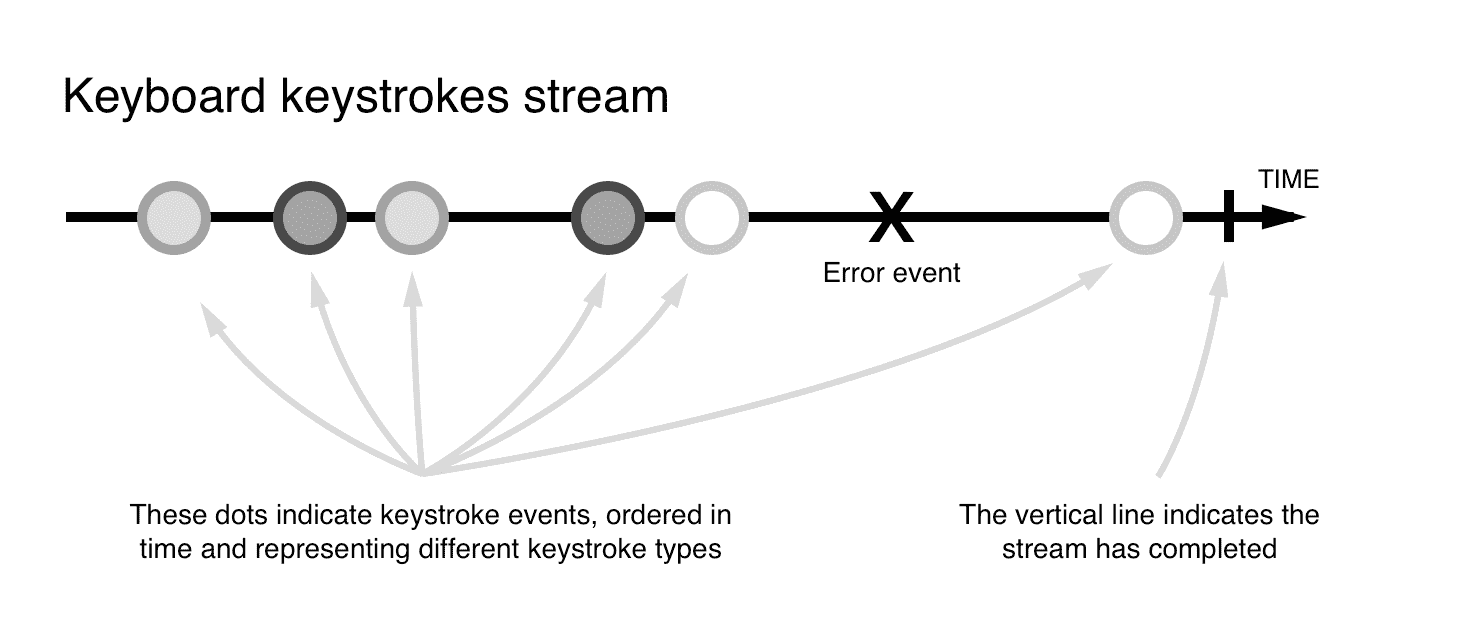 Keyboard keystrokes stream
TIME
X
Error event
These dots indicate keystroke events, ordered in
time and representing different keystroke types
The vertical line indicates the
stream has completed